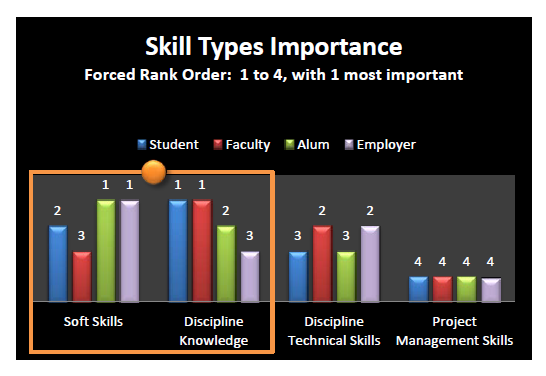 Skill Types Importance
Forced Rank Order:  1 to 4, with 1 most important
Student Faculty Alum Employer
2 3 1 1 1 1 2 3 3 2 3 2 4 4 4 4
Soft Skills
Discipline
Knowledge
Discipline
Technical Skills
Project
Management Skills